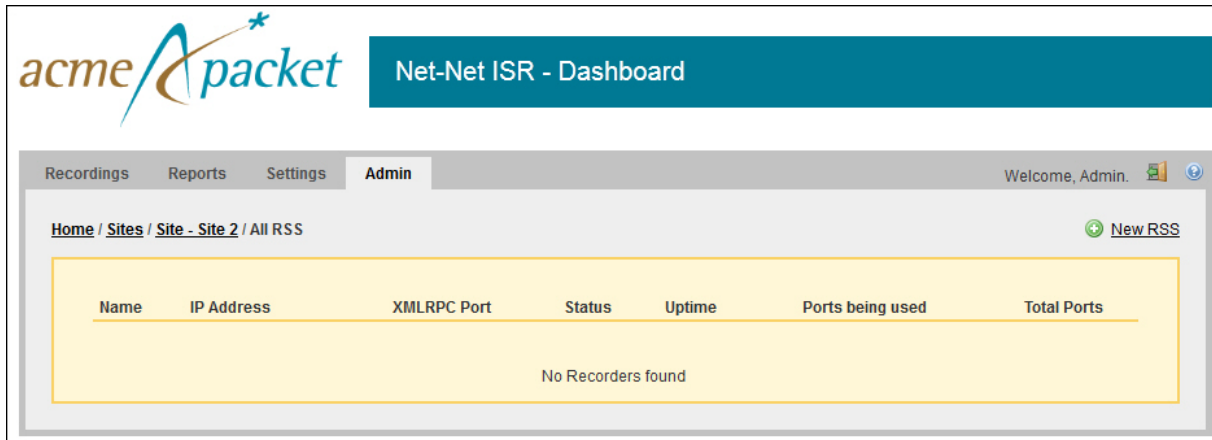 acme packet
Net-Net ISR - Dashboard
Recordings Reports Settings Admin Welcome, Admin.
Home / Sites / Site - Site 2 / All RSS New RSS
Name IP Address XMLRPC Port Status Uptime Ports being used Total Ports
No Recorders found